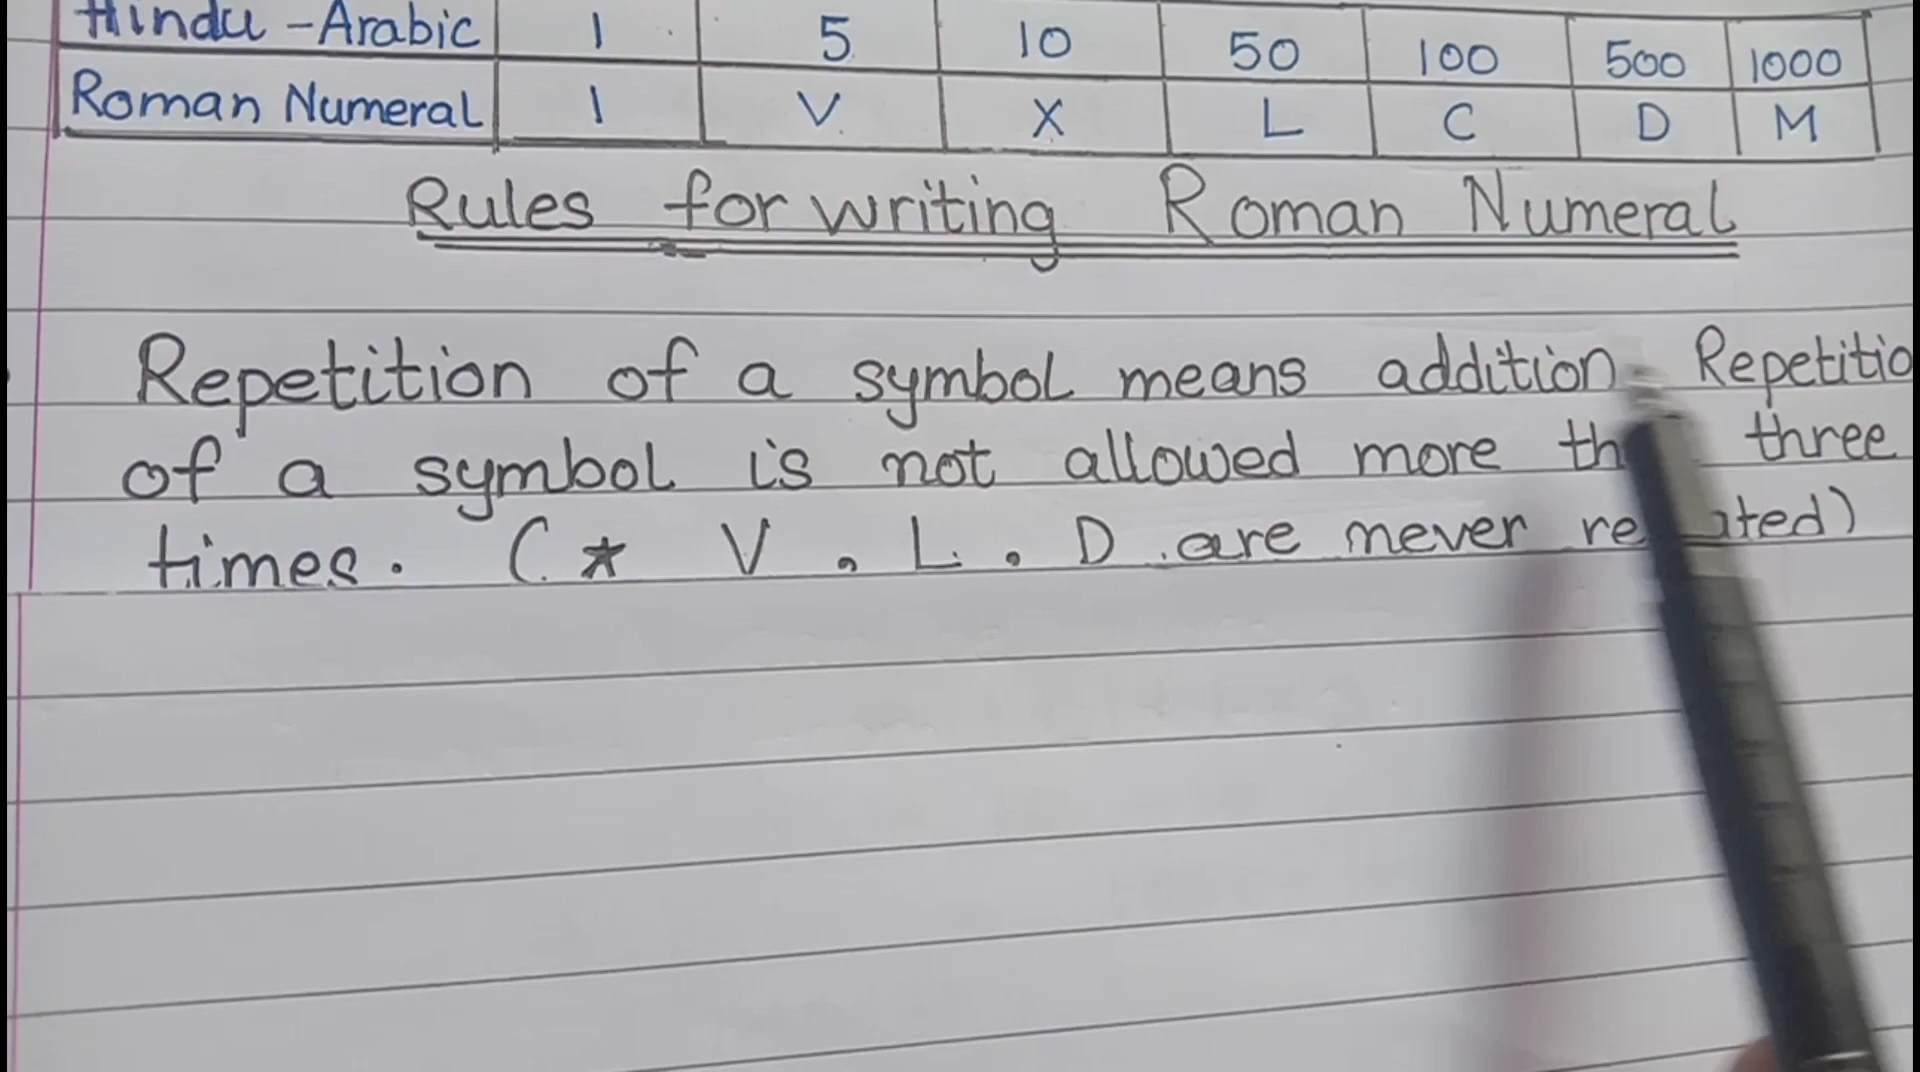 Hindu - Arabic 1 5 10 50 100 500 1000
Roman Numeral 1 V X L C D M
Rules for writing Roman Numeral
Repetition of a symbol means addition. Repetitio
of a symbol is not allowed more th three
times. (* V, L, D are never re ated)